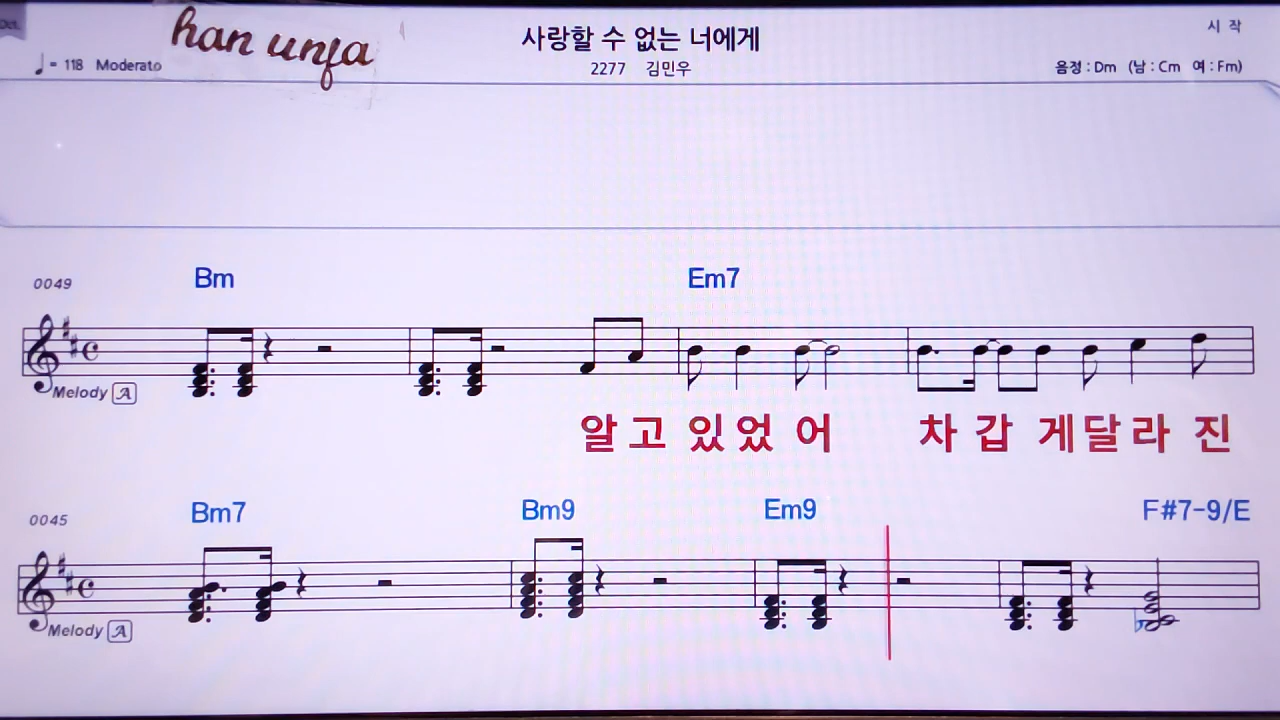 Oct.
han unfa
사랑할 수 없는 너에게
시 작
♩= 118 Moderato
2277 김민우
음정 : Dm (남 : Cm 여 : Fm)
0049 Bm Em7
Melody A
알 고 있 었 어 차 갑 게 달 라 진
0045 Bm7 Bm9 Em9 F#7-9/E
Melody A